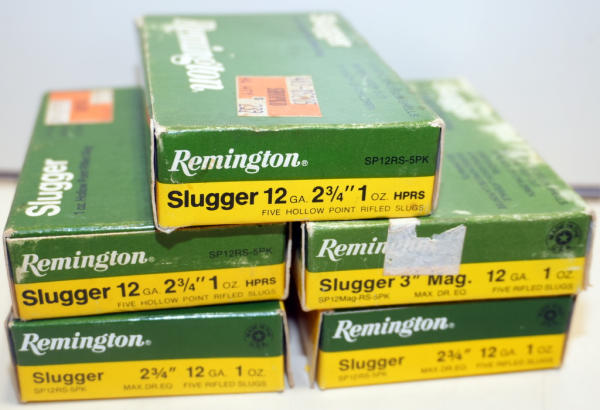 Remington
Remington®
SP12RS-5PK
Slugger 12 GA. 2¾" 1 OZ. HPRS
FIVE HOLLOW POINT RIFLED SLUGS
Slugger
Remington®
SP12RS-5PK
Slugger 12 GA. 2¾" 1 OZ. HPRS
FIVE HOLLOW POINT RIFLED SLUGS
Remington
Slugger 3" Mag. 12 GA. 1 OZ.
SP12Mag-RS-5PK MAX. DR. EQ. FIVE RIFLED SLUGS
Remington®
Slugger 2¾" 12 GA. 1 OZ.
SP12RS-5PK MAX. DR. EQ. FIVE RIFLED SLUGS
Remington®
Slugger 2¾" 12 GA. 1 OZ.
SP12RS-5PK MAX. DR. EQ. FIVE RIFLED SLUGS